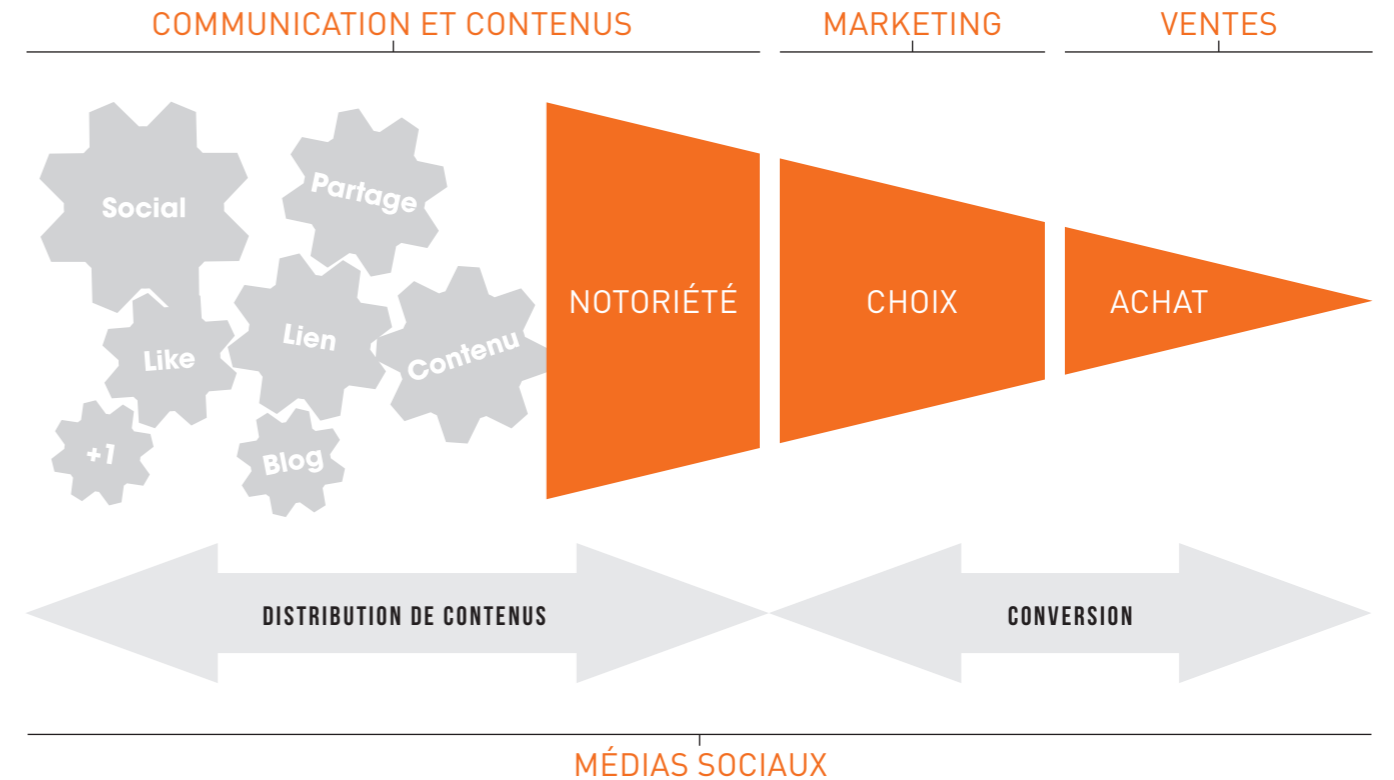 COMMUNICATION ET CONTENUS
MARKETING
VENTES
Social
Partage
Like
Lien
Contenu
+1
Blog
NOTORIÉTÉ
CHOIX
ACHAT
DISTRIBUTION DE CONTENUS
CONVERSION
MÉDIAS SOCIAUX